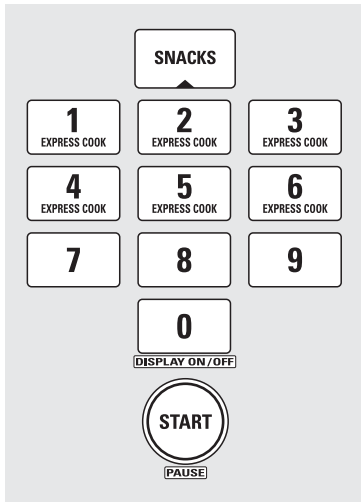 SNACKS
1 2 3
EXPRESS COOK EXPRESS COOK EXPRESS COOK
4 5 6
EXPRESS COOK EXPRESS COOK EXPRESS COOK
7 8 9
0
DISPLAY ON/OFF
START
PAUSE